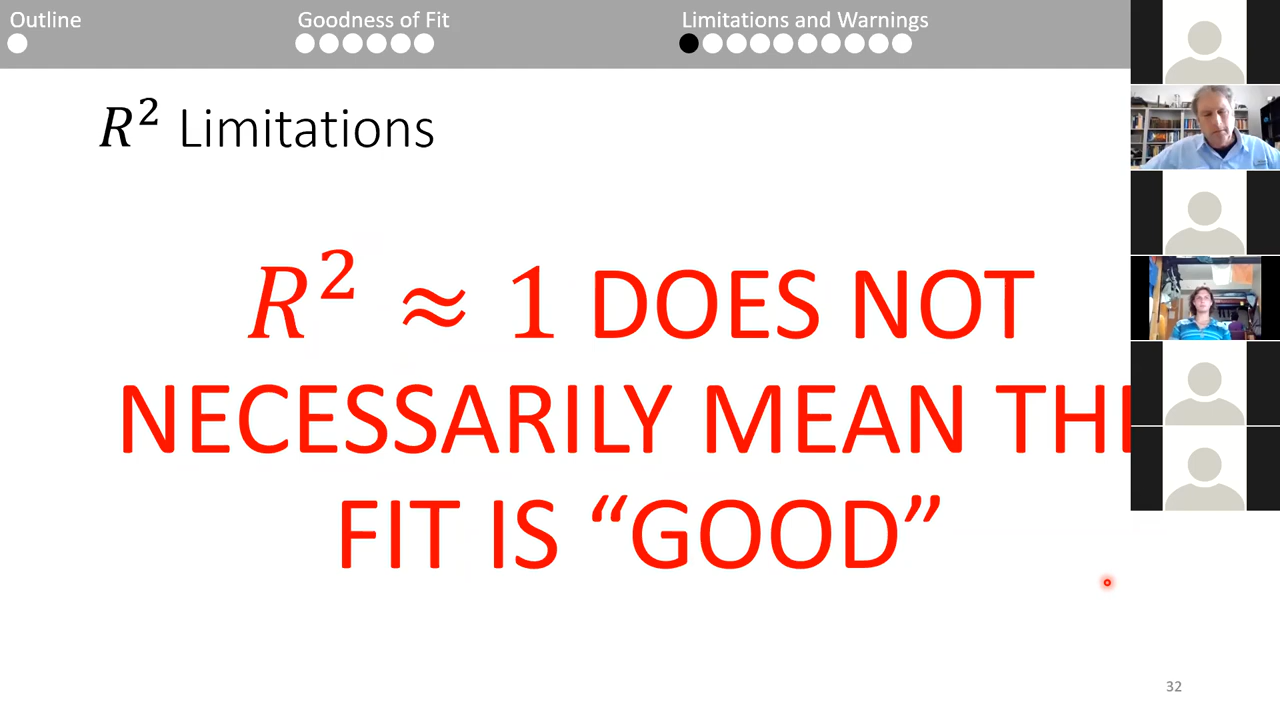 Outline
Goodness of Fit
Limitations and Warnings
R² Limitations
R² ≈ 1 DOES NOT
NECESSARILY MEAN
FIT IS “GOOD”
32